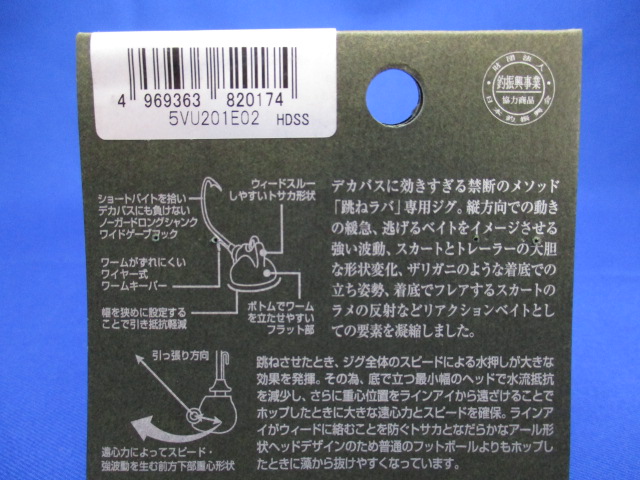 4 969363 820174
5VU201E02 HDSS
財団法人
釣振興事業
協力商品
日本釣振興会
ショートバイトを拾い
デカバスにも負けない
ノーガードロングシャンク
ワイドゲープフック
ウィードスルー
しやすいトサカ形状
ワームがずれにくい
ワイヤー式
ワームキーパー
幅を狭めに設定する
ことで引き抵抗軽減
ボトムでワーム
を立たせやすい
フラット部
デカバスに効きすぎる禁断のメソッド
「跳ねラバ」専用ジグ。縦方向での動き
の緩急、逃げるベイトをイメージさせる
強い波動、スカートとトレーラーの大胆
な形状変化、ザリガニのような着底での
立ち姿勢、着底でフレアするスカートの
ラメの反射などリアクションベイトとし
ての要素を凝縮しました。
引っ張り方向
遠心力によってスピード・
強波動を生む前方下部重心形状
跳ねさせたとき、ジグ全体のスピードによる水押しが大きな
効果を発揮。その為、底で立つ最小幅のヘッドで水流抵抗
を減少し、さらに重心位置をラインアイから遠ざけることで
ホップしたときに大きな遠心力とスピードを確保。ラインア
イがウィードに絡むことを防ぐトサカとなだらかなアール形
状ヘッドデザインのため普通のフットボールよりもホップし
たときに藻から抜けやすくなっています。